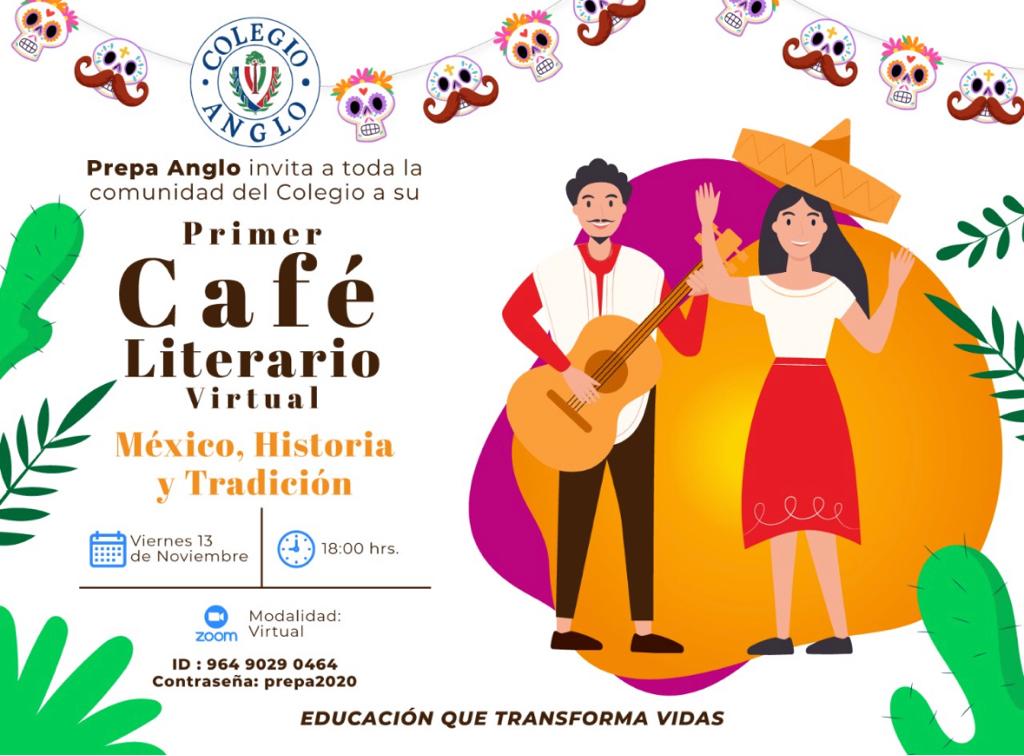 COLEGIO
ANGLO
Prepa Anglo invita a toda la
comunidad del Colegio a su
Primer
Café
Literario
Virtual
México, Historia
y Tradición
Viernes 13
de Noviembre
18:00 hrs.
zoom
Modalidad:
Virtual
ID : 964 9029 0464
Contraseña: prepa2020
EDUCACIÓN QUE TRANSFORMA VIDAS